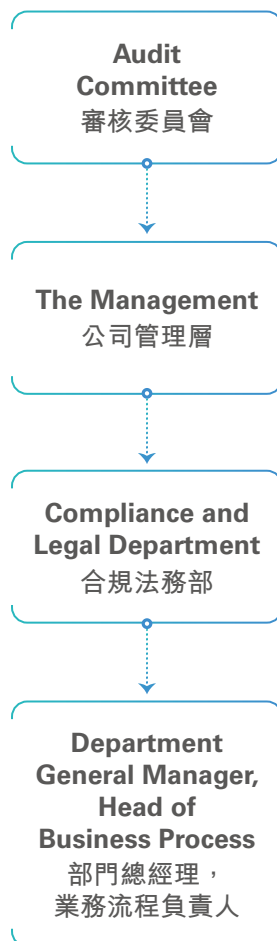 Audit
Committee
審核委員會
The Management
公司管理層
Compliance and
Legal Department
合規法務部
Department
General Manager,
Head of
Business Process
部門總經理，
業務流程負責人